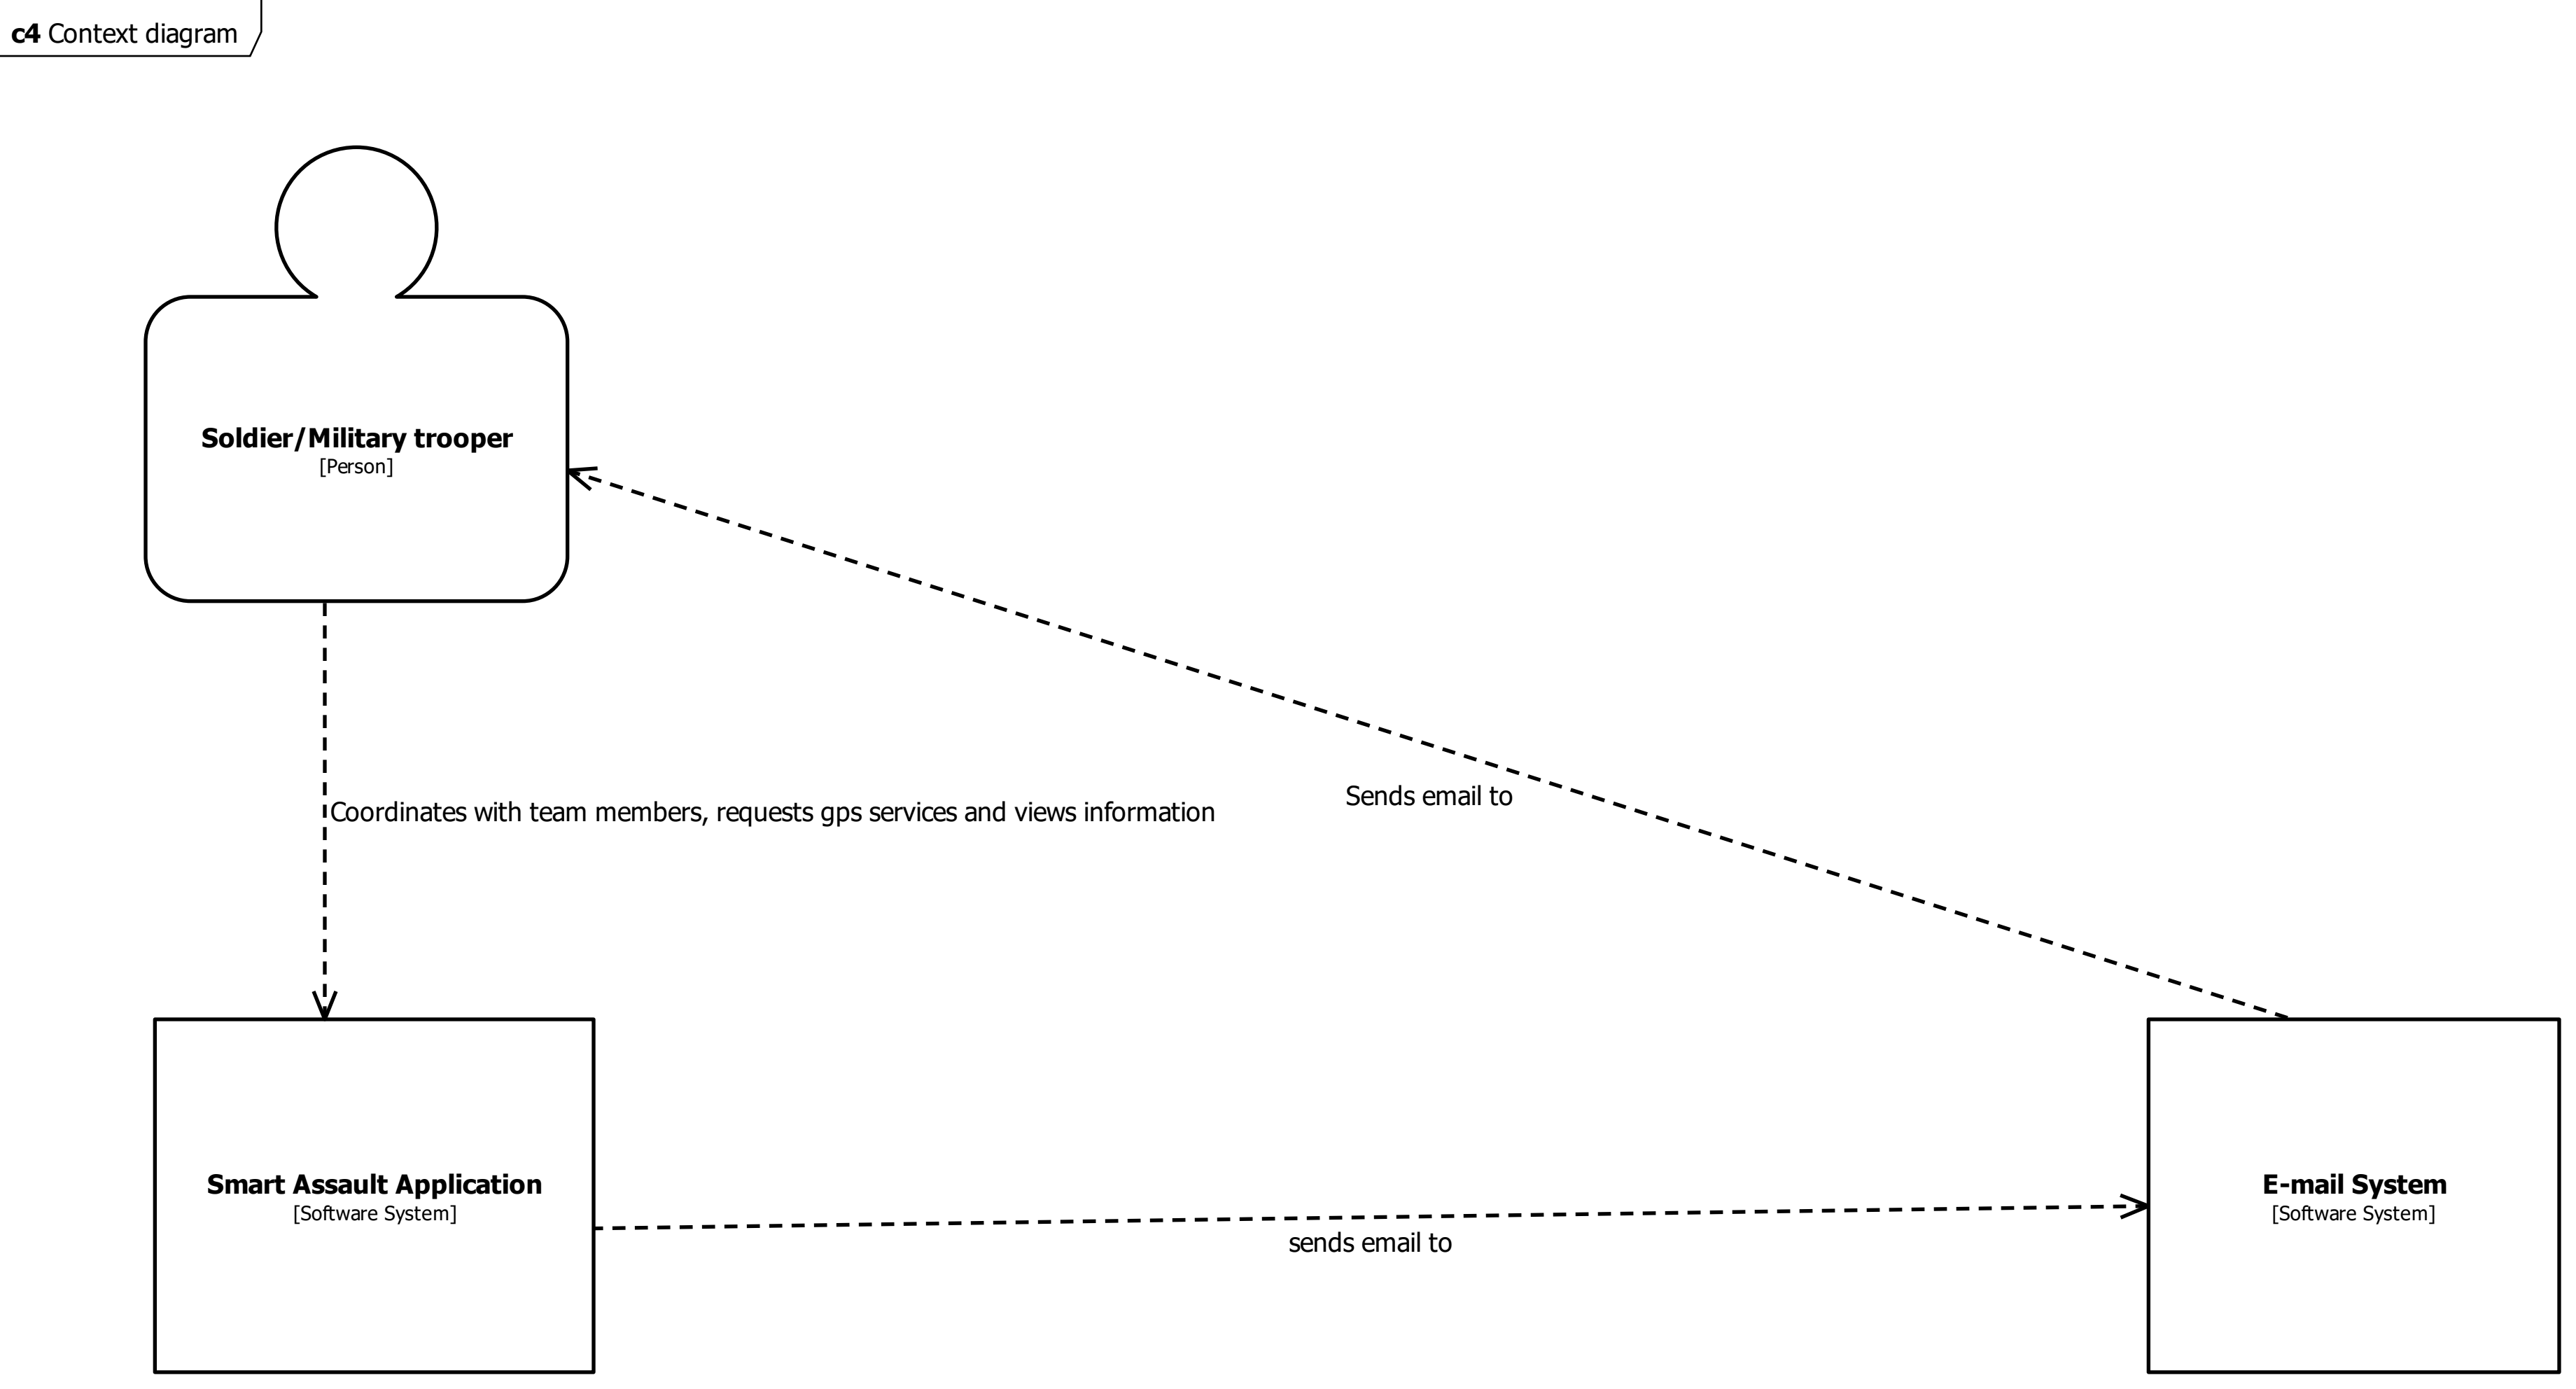 c4 Context diagram
Soldier/Military trooper
[Person]
Sends email to
Coordinates with team members, requests gps services and views information
Smart Assault Application
[Software System]
E-mail System
[Software System]
sends email to